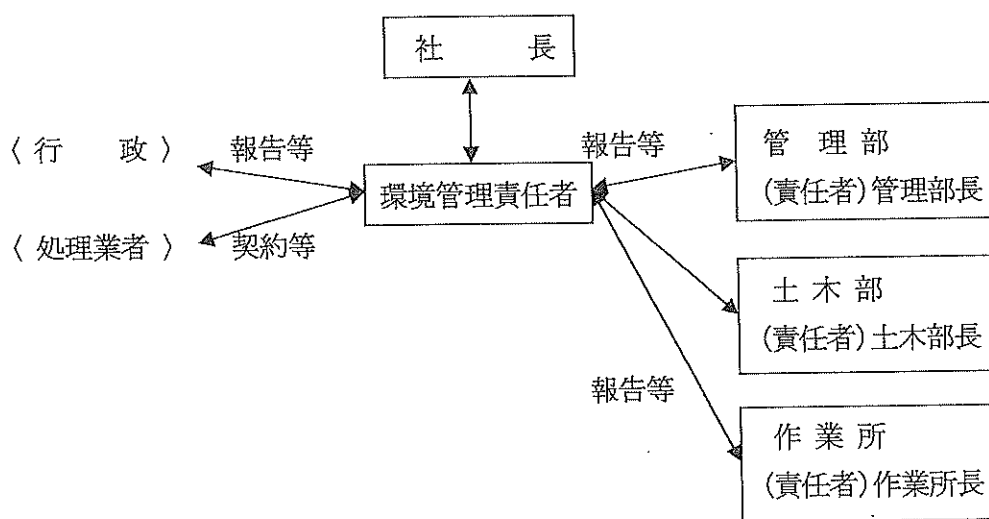 社　　長
〈 行　　政 〉
報告等
報告等
環境管理責任者
管　理　部
(責任者)管理部長
〈 処理業者 〉
契約等
土 木 部
(責任者)土木部長
報告等
作 業 所
(責任者)作業所長